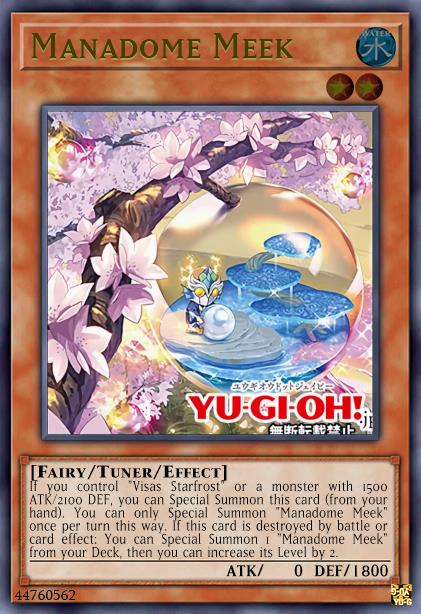 MANADOME MEEK
WATER
水
ユウギオウドットジェイピー
YU-GI-OH!
無断転載禁止
[FAIRY/TUNER/EFFECT]
If you control "Visas Starfrost" or a monster with 1500
ATK/2100 DEF, you can Special Summon this card (from your
hand). You can only Special Summon "Manadome Meek"
once per turn this way. If this card is destroyed by battle or
card effect: You can Special Summon 1 "Manadome Meek"
from your Deck, then you can increase its Level by 2.
ATK/ 0 DEF/1800
44760562